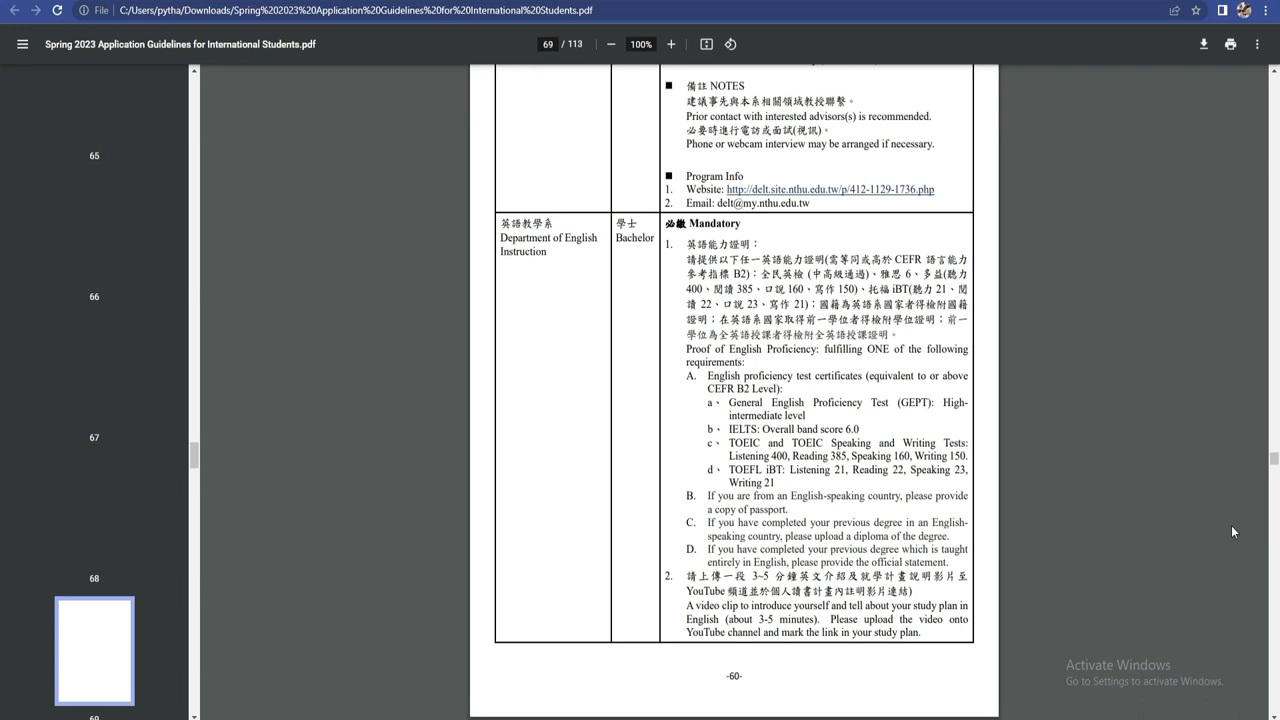 File
C:/Users/pytha/Downloads/Spring%202023%20Application%20Guidelines%20for%20International%20Students.pdf
Spring 2023 Application Guidelines for International Students.pdf
69 / 113
100%
65
66
67
68
69
■ 備註 NOTES
建議事先與本系相關領域教授聯繫。
Prior contact with interested advisors(s) is recommended.
必要時進行電訪或面試(視訊)。
Phone or webcam interview may be arranged if necessary.
■ Program Info
1. Website: http://delt.site.nthu.edu.tw/p/412-1129-1736.php
2. Email: delt@my.nthu.edu.tw
英語教學系
Department of English
Instruction
學士
Bachelor
必繳 Mandatory
1. 英語能力證明：
請提供以下任一英語能力證明(需等同或高於 CEFR 語言能力
參考指標 B2)：全民英檢 (中高級通過)、雅思 6、多益(聽力
400、閱讀 385、口說 160、寫作 150)、托福 iBT(聽力 21、閱
讀 22、口說 23、寫作 21)；國籍為英語系國家者得檢附國籍
證明；在英語系國家取得前一學位者得檢附學位證明；前一
學位為全英語授課者得檢附全英語授課證明。
Proof of English Proficiency: fulfilling ONE of the following
requirements:
A. English proficiency test certificates (equivalent to or above
CEFR B2 Level):
a、 General English Proficiency Test (GEPT): High-
intermediate level
b、 IELTS: Overall band score 6.0
c、 TOEIC and TOEIC Speaking and Writing Tests:
Listening 400, Reading 385, Speaking 160, Writing 150.
d、 TOEFL iBT: Listening 21, Reading 22, Speaking 23,
Writing 21
B. If you are from an English-speaking country, please provide
a copy of passport.
C. If you have completed your previous degree in an English-
speaking country, please upload a diploma of the degree.
D. If you have completed your previous degree which is taught
entirely in English, please provide the official statement.
2. 請上傳一段 3~5 分鐘英文介紹及就學計畫說明影片至
YouTube 頻道並於個人讀書計畫內註明影片連結)
A video clip to introduce yourself and tell about your study plan in
English (about 3-5 minutes). Please upload the video onto
YouTube channel and mark the link in your study plan.
-60-
Activate Windows
Go to Settings to activate Windows.